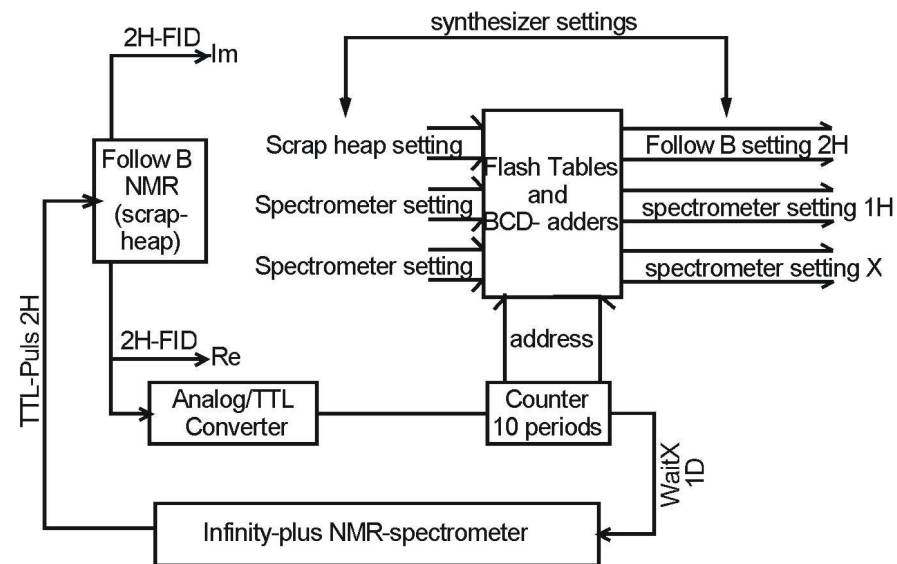 synthesizer settings
2H-FID
Im
Follow B
NMR
(scrap-
heap)
Scrap heap setting
Spectrometer setting
Spectrometer setting
Flash Tables
and
BCD- adders
Follow B setting 2H
spectrometer setting 1H
spectrometer setting X
TTL-Puls 2H
2H-FID
Re
address
Analog/TTL
Converter
Counter
10 periods
WaitX
1D
Infinity-plus NMR-spectrometer